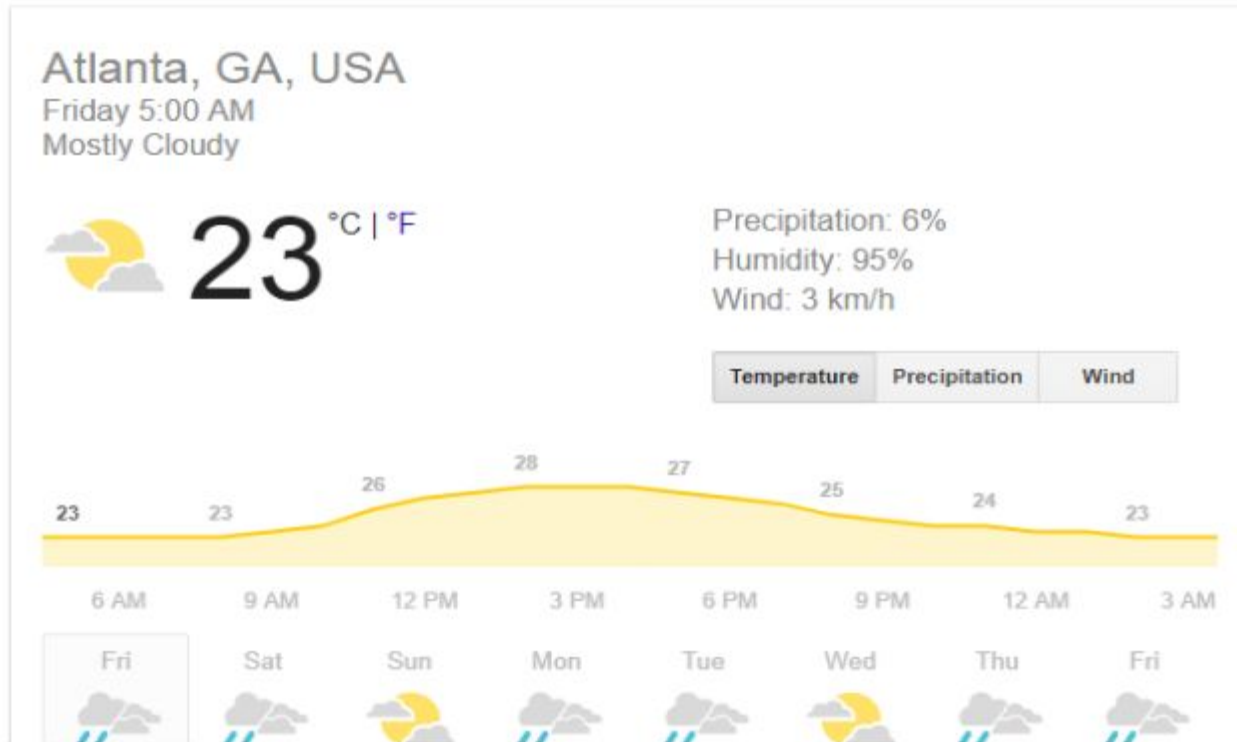 Atlanta, GA, USA
Friday 5:00 AM
Mostly Cloudy
23 °C | °F
Precipitation: 6%
Humidity: 95%
Wind: 3 km/h
Temperature Precipitation Wind
23 23 26 28 27 25 24 23
6 AM 9 AM 12 PM 3 PM 6 PM 9 PM 12 AM 3 AM
Fri Sat Sun Mon Tue Wed Thu Fri